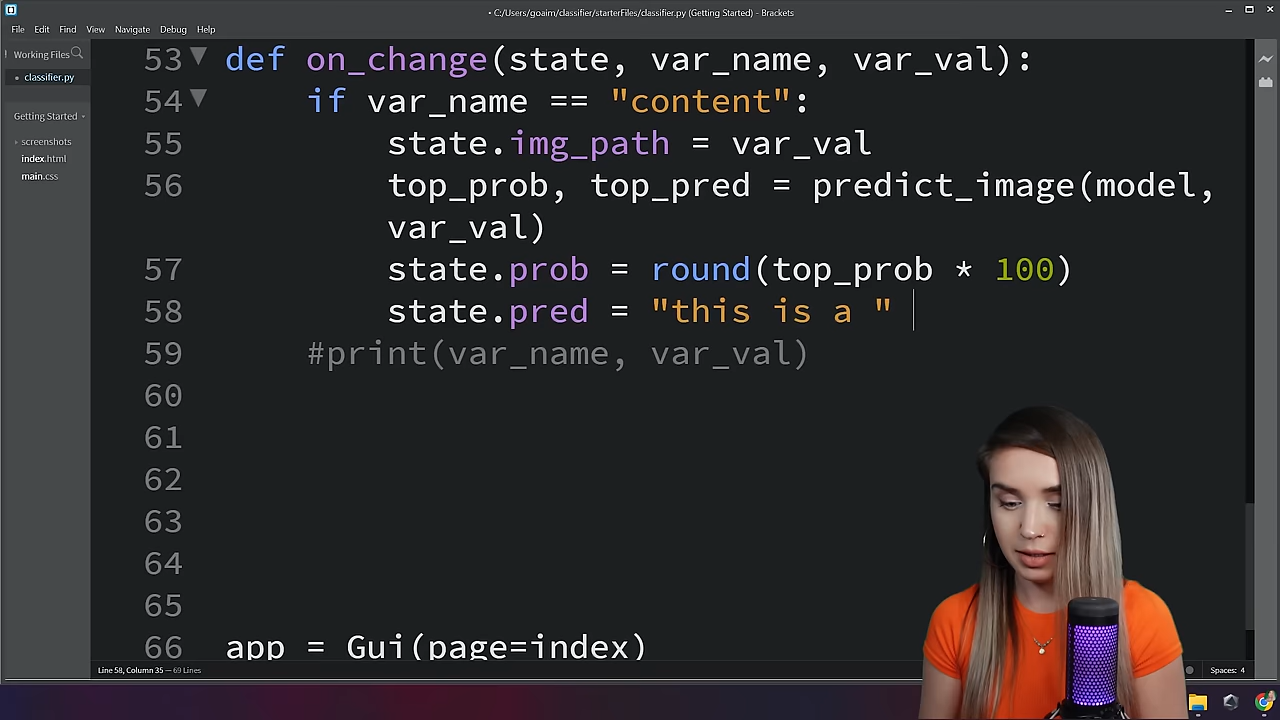 • C:/Users/goaim/classifier/starterFiles/classifier.py (Getting Started) - Brackets
File Edit Find View Navigate Debug Help
Working Files
• classifier.py
Getting Started
screenshots
index.html
main.css
53 def on_change(state, var_name, var_val):
54 if var_name == "content":
55 state.img_path = var_val
56 top_prob, top_pred = predict_image(model,
var_val)
57 state.prob = round(top_prob * 100)
58 state.pred = "this is a "
59 #print(var_name, var_val)
60
61
62
63
64
65
66 app = Gui(page=index)
Line 58, Column 35 — 69 Lines
Spaces: 4